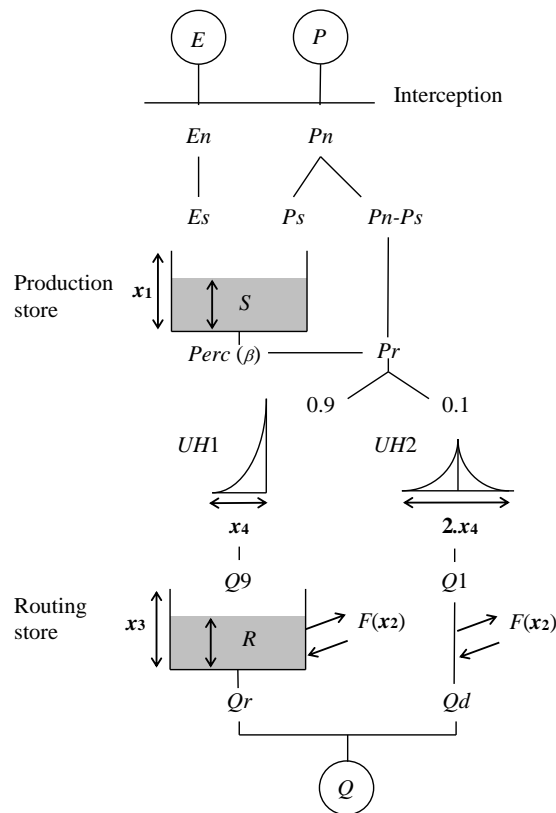 E P
Interception
En Pn
Es Ps Pn-Ps
Production store
x1 S
Perc (β) Pr
0.9 0.1
UH1 UH2
x4 2.x4
Q9 Q1
Routing store
x3 R F(x2) F(x2)
Qr Qd
Q